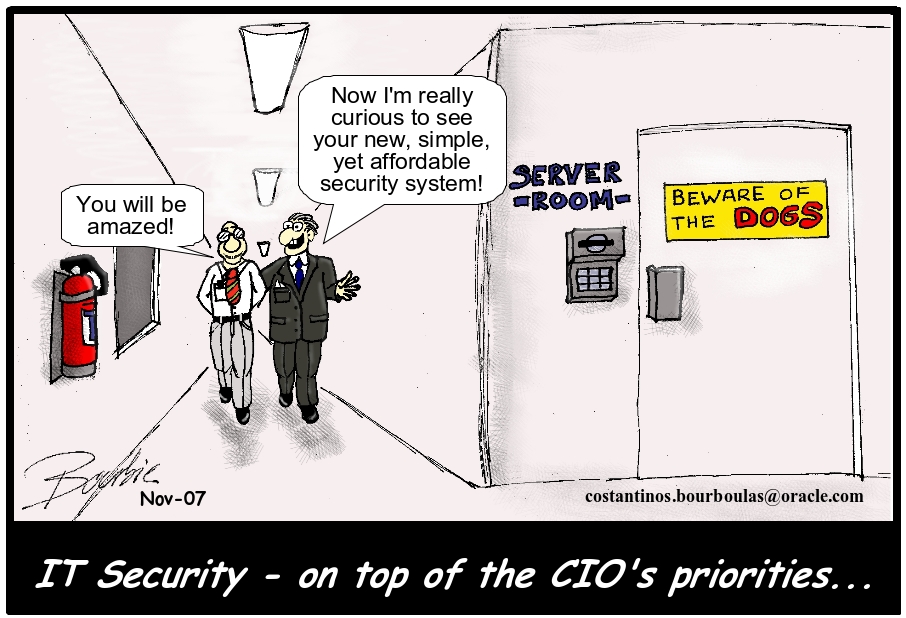 Now I'm really
curious to see
your new, simple,
yet affordable
security system!
You will be
amazed!
SERVER
-ROOM-
BEWARE OF
THE DOGS
Nov-07
costantinos.bourboulas@oracle.com
IT Security - on top of the CIO's priorities...